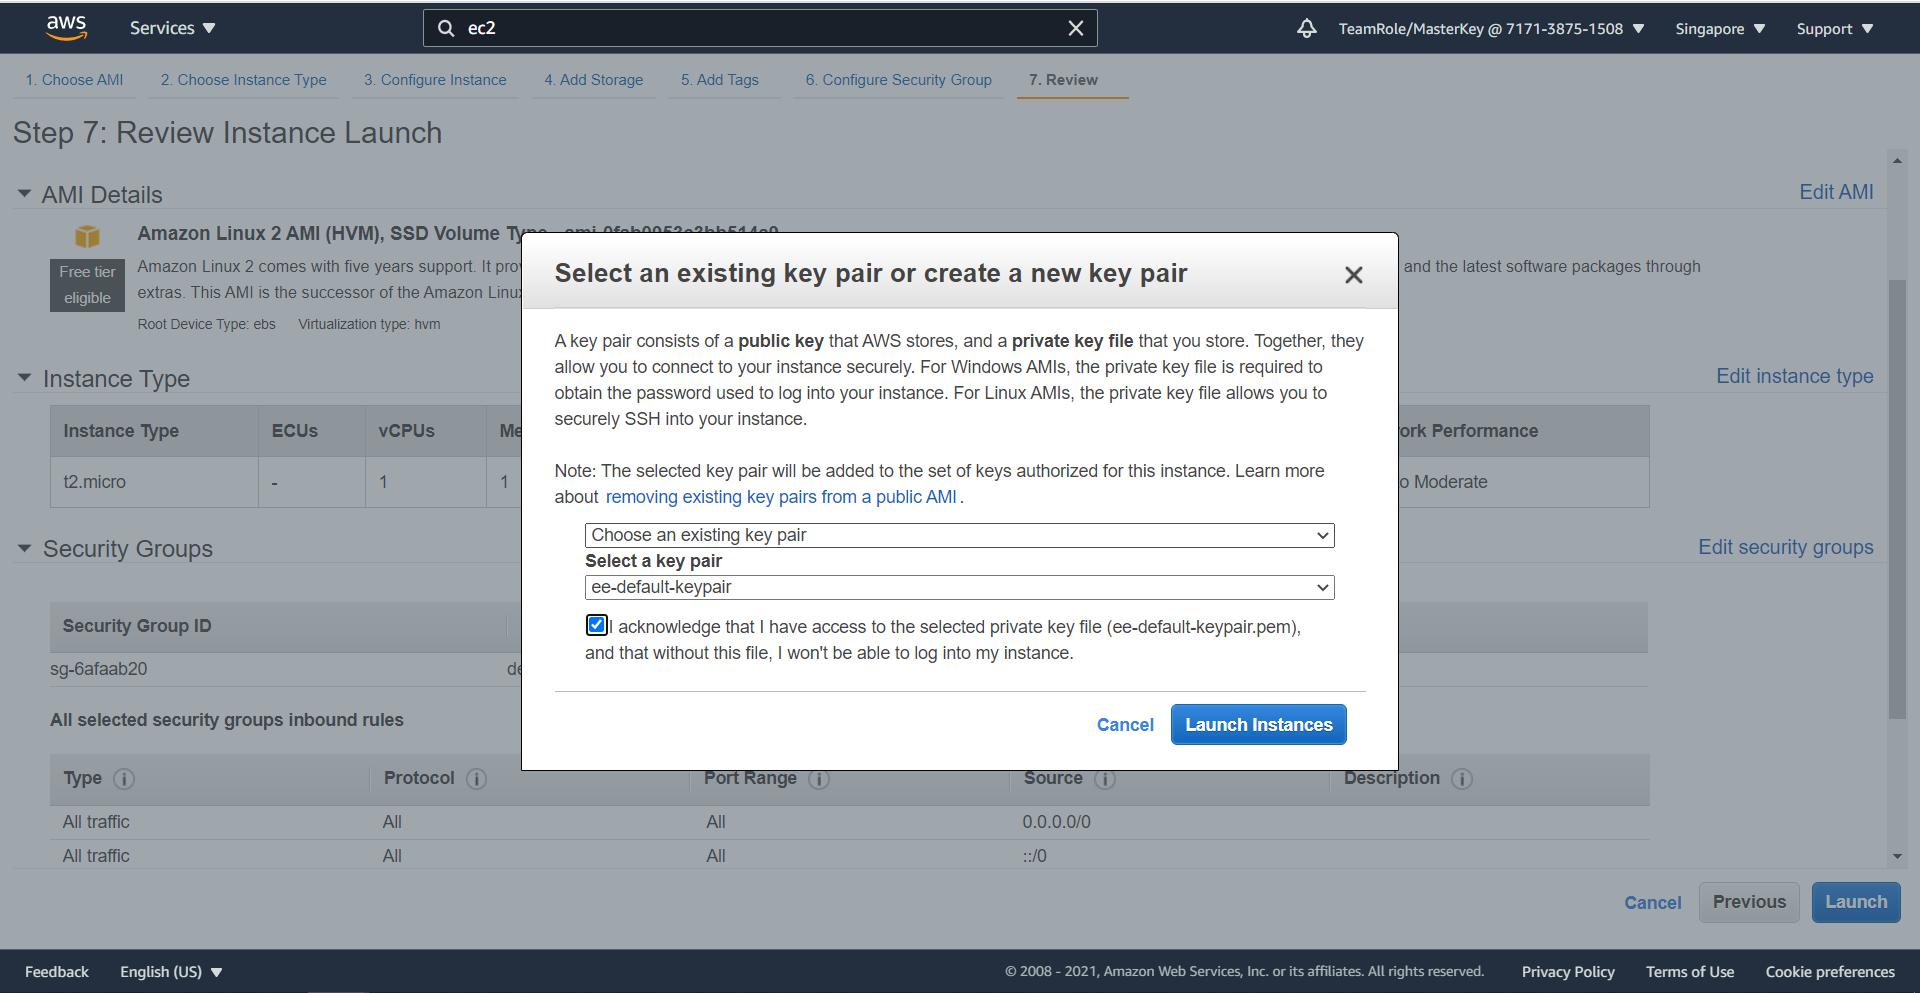 aws
Services
ec2
TeamRole/MasterKey @ 7171-3875-1508
Singapore
Support
1. Choose AMI
2. Choose Instance Type
3. Configure Instance
4. Add Storage
5. Add Tags
6. Configure Security Group
7. Review
Step 7: Review Instance Launch
AMI Details
Edit AMI
Amazon Linux 2 AMI (HVM), SSD Volume
Free tier
eligible
Amazon Linux 2 comes with five years support. It
and the latest software packages through
extras. This AMI is the successor of the Amazon
Root Device Type: ebs
Virtualization type: hvm
Select an existing key pair or create a new key pair
A key pair consists of a public key that AWS stores, and a private key file that you store. Together, they
allow you to connect to your instance securely. For Windows AMIs, the private key file is required to
obtain the password used to log into your instance. For Linux AMIs, the private key file allows you to
securely SSH into your instance.
Note: The selected key pair will be added to the set of keys authorized for this instance. Learn more
about removing existing key pairs from a public AMI .
Choose an existing key pair
Select a key pair
ee-default-keypair
I acknowledge that I have access to the selected private key file (ee-default-keypair.pem),
and that without this file, I won't be able to log into my instance.
Cancel
Launch Instances
Instance Type
Edit instance type
Instance Type
ECUs
vCPUs
Me
ork Performance
t2.micro
-
1
1
o Moderate
Security Groups
Edit security groups
Security Group ID
sg-6afaab20
de
All selected security groups inbound rules
Type
Protocol
Port Range
Source
Description
All traffic
All
All
0.0.0.0/0
All traffic
All
All
::/0
Cancel
Previous
Launch
Feedback
English (US)
© 2008 - 2021, Amazon Web Services, Inc. or its affiliates. All rights reserved.
Privacy Policy
Terms of Use
Cookie preferences